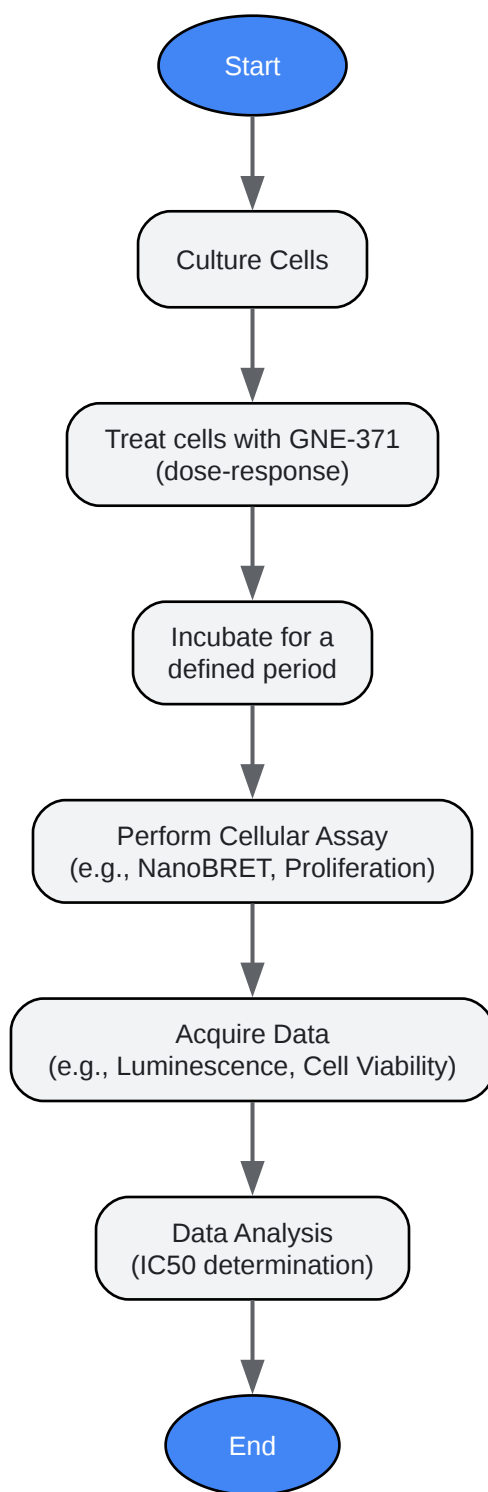 Start
Culture Cells
Treat cells with GNE-371
(dose-response)
Incubate for a
defined period
Perform Cellular Assay
(e.g., NanoBRET, Proliferation)
Acquire Data
(e.g., Luminescence, Cell Viability)
Data Analysis
(IC50 determination)
End